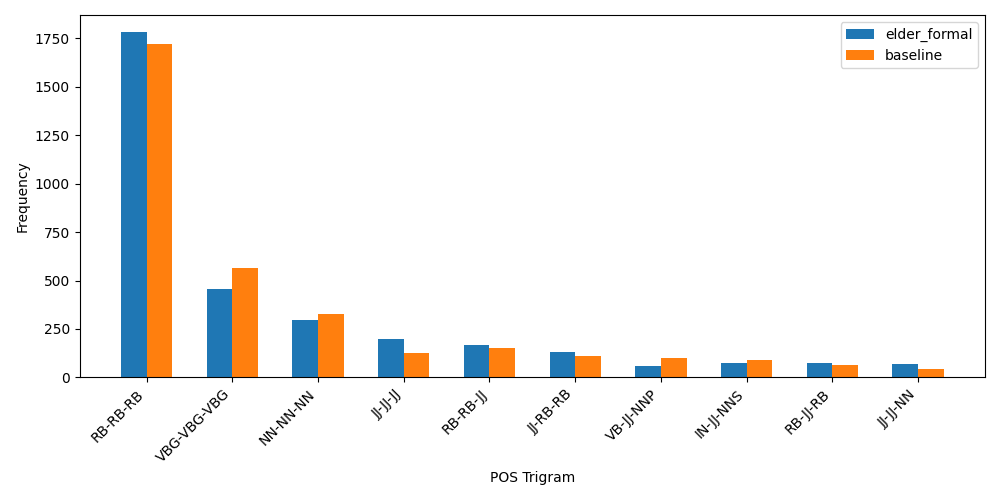 elder_formal
baseline
Frequency
1750
1500
1250
1000
750
500
250
0
RB-RB-RB
VBG-VBG-VBG
NN-NN-NN
JJ-JJ-JJ
RB-RB-JJ
JJ-RB-RB
VB-JJ-NNP
IN-JJ-NNS
RB-JJ-RB
JJ-JJ-NN
POS Trigram